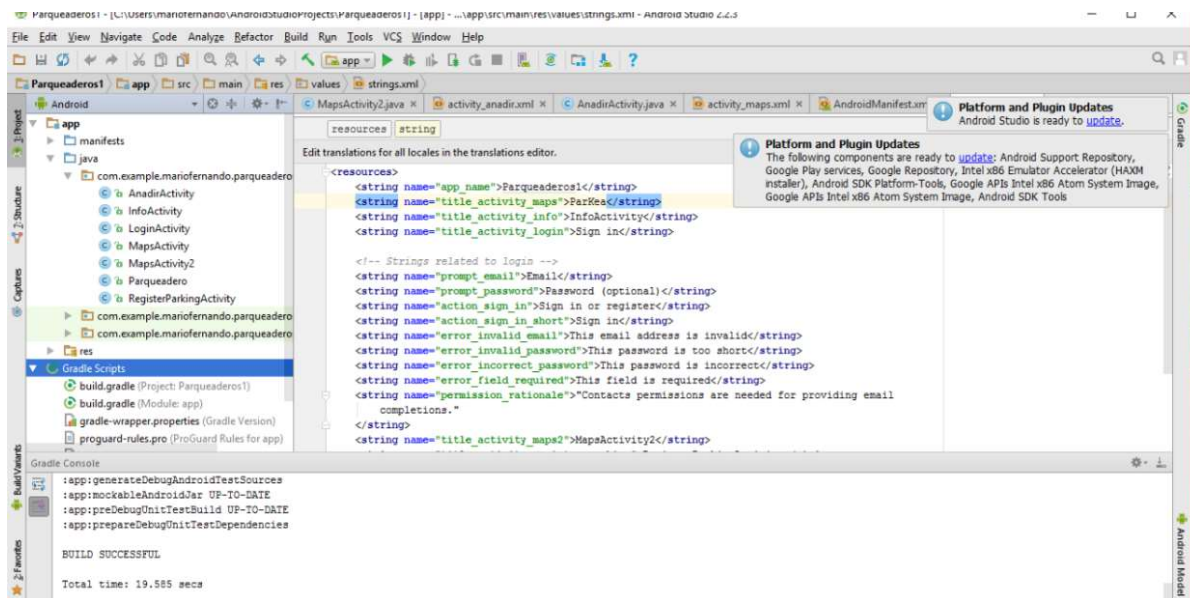 Parqueaderos1 - [C:\Users\mariofernando\AndroidStudioProjects\Parqueaderos1] - [app] - ...\app\src\main\res\values\strings.xml - Android Studio 2.2.3
File Edit View Navigate Code Analyze Refactor Build Run Tools VCS Window Help
app
Parqueaderos1 app src main res values strings.xml
Android
MapsActivity2.java activity_anadir.xml AnadirActivity.java activity_maps.xml AndroidManifest.xm
Platform and Plugin Updates
Android Studio is ready to update.
Platform and Plugin Updates
The following components are ready to update: Android Support Repository,
Google Play services, Google Repository, Intel x86 Emulator Accelerator (HAXM
installer), Android SDK Platform-Tools, Google APIs Intel x86 Atom System Image,
Google APIs Intel x86 Atom System Image, Android SDK Tools
1: Project
7: Structure
Captures
Build Variants
2: Favorites
Gradle
Android Model
app
manifests
java
com.example.mariofernando.parqueadero
AnadirActivity
InfoActivity
LoginActivity
MapsActivity
MapsActivity2
Parqueadero
RegisterParkingActivity
com.example.mariofernando.parqueadero
com.example.mariofernando.parqueadero
res
Gradle Scripts
build.gradle (Project: Parqueaderos1)
build.gradle (Module: app)
gradle-wrapper.properties (Gradle Version)
proguard-rules.pro (ProGuard Rules for app)
resources string
Edit translations for all locales in the translations editor.
<resources>
<string name="app_name">Parqueaderos1</string>
<string name="title_activity_maps">ParKea</string>
<string name="title_activity_info">InfoActivity</string>
<string name="title_activity_login">Sign in</string>
<!-- Strings related to login -->
<string name="prompt_email">Email</string>
<string name="prompt_password">Password (optional)</string>
<string name="action_sign_in">Sign in or register</string>
<string name="action_sign_in_short">Sign in</string>
<string name="error_invalid_email">This email address is invalid</string>
<string name="error_invalid_password">This password is too short</string>
<string name="error_incorrect_password">This password is incorrect</string>
<string name="error_field_required">This field is required</string>
<string name="permission_rationale">"Contacts permissions are needed for providing email
completions."
</string>
<string name="title_activity_maps2">MapsActivity2</string>
Gradle Console
:app:generateDebugAndroidTestSources
:app:mockableAndroidJar UP-TO-DATE
:app:preDebugUnitTestBuild UP-TO-DATE
:app:prepareDebugUnitTestDependencies
BUILD SUCCESSFUL
Total time: 19.585 secs